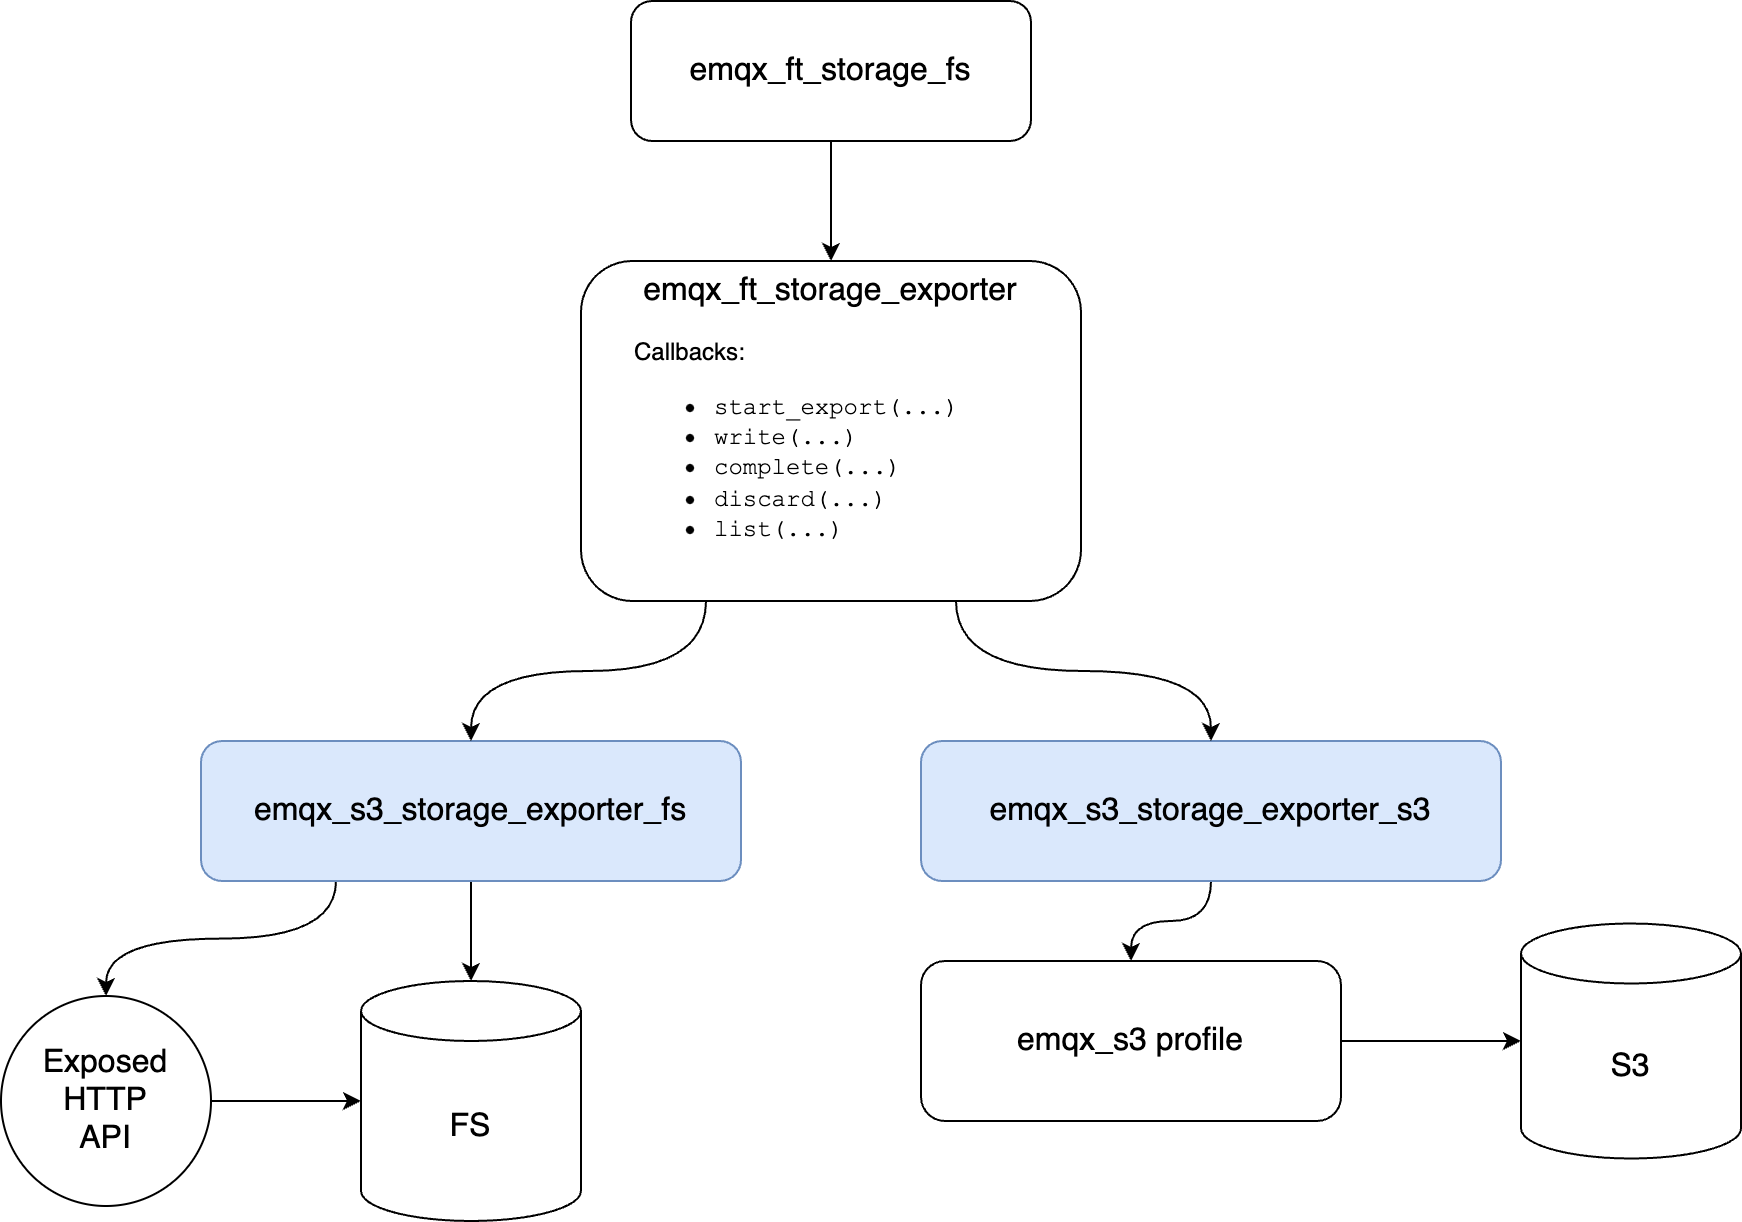 emqx_ft_storage_fs
emqx_ft_storage_exporter
Callbacks:
• start_export(...)
• write(...)
• complete(...)
• discard(...)
• list(...)
emqx_s3_storage_exporter_fs
emqx_s3_storage_exporter_s3
Exposed
HTTP
API
FS
emqx_s3 profile
S3